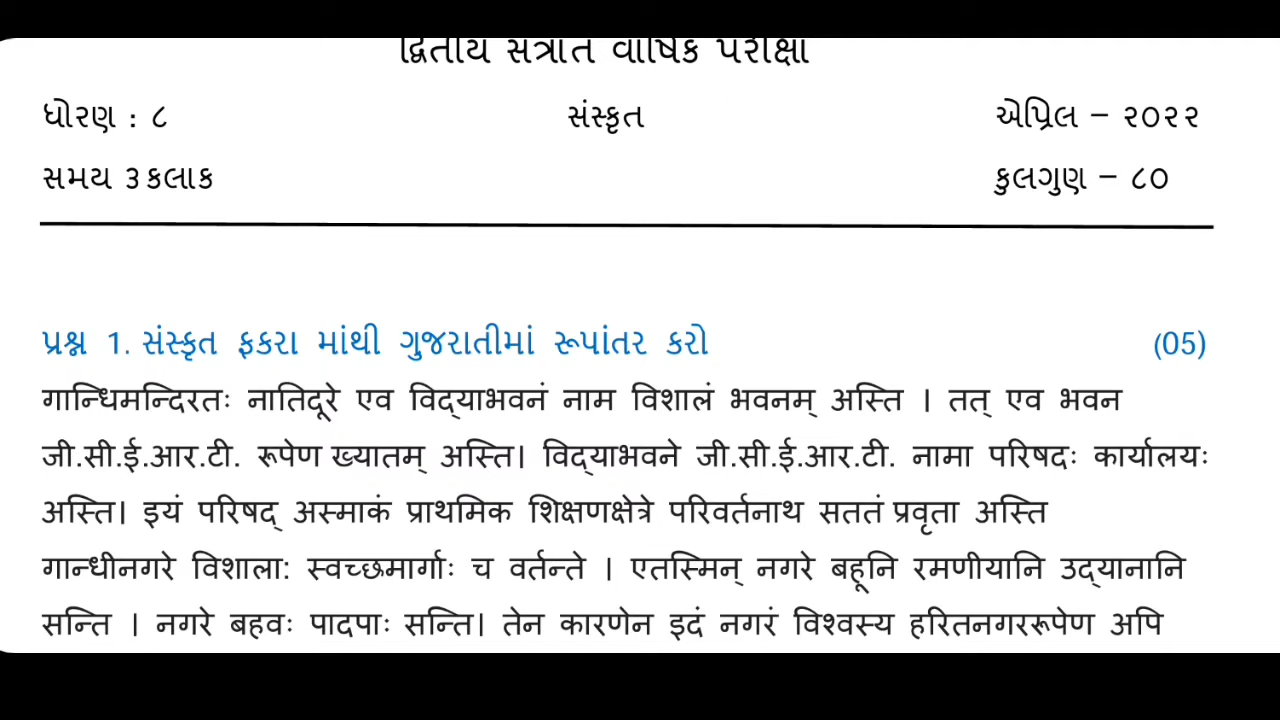 દ્વિતીય સત્રાંત વાર્ષિક પરીક્ષા
ધોરણ : ૮ સંસ્કૃત એપ્રિલ – ૨૦૨૨
સમય ૩ કલાક કુલગુણ – ૮૦
પ્રશ્ન 1. સંસ્કૃત ફકરા માંથી ગુજરાતીમાં રૂપાંતર કરો (05)
गान्धिमन्दिरतः नातिदूरे एव विद्‌याभवनं नाम विशालं भवनम् अस्ति । तत् एव भवन
जी.सी.ई.आर.टी. रूपेण ख्यातम् अस्ति। विद्‌याभवने जी.सी.ई.आर.टी. नामा परिषदः कार्यालयः
अस्ति। इयं परिषद् अस्माकं प्राथमिक शिक्षणक्षेत्रे परिवर्तनाथ सततं प्रवृता अस्ति
गान्धीनगरे विशाला: स्वच्छमार्गाः च वर्तन्ते । एतस्मिन् नगरे बहूनि रमणीयानि उद्‌यानानि
सन्ति । नगरे बहवः पादपाः सन्ति। तेन कारणेन इदं नगरं विश्वस्य हरितनगररूपेण अपि